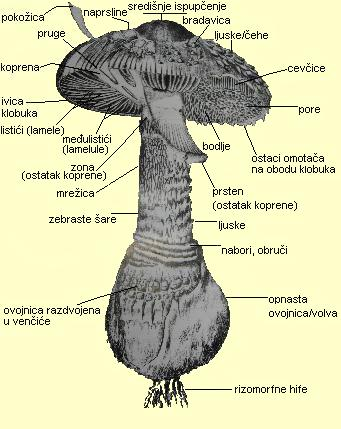 središnje ispupčenje
pokožica
naprsline
bradavica
pruge
ljuske/čehe
koprena
cevčice
ivica
klobuka
pore
listići (lamele)
međulistići
(lamelule)
bodlje
zona
(ostatak koprene)
ostaci omotača
na obodu klobuka
mrežica
prsten
(ostatak koprene)
zebraste šare
ljuske
nabori, obruči
ovojnica razdvojena
u venčiće
opnasta
ovojnica/volva
rizomorfne hife